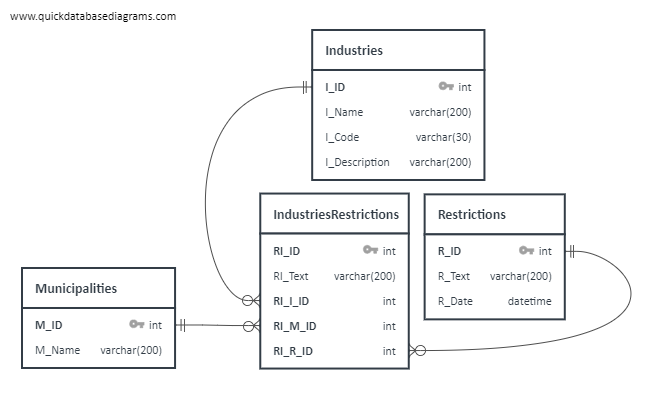 www.quickdatabasediagrams.com
Industries
I_ID int
I_Name varchar(200)
I_Code varchar(30)
I_Description varchar(200)
IndustriesRestrictions
RI_ID int
RI_Text varchar(200)
RI_I_ID int
RI_M_ID int
RI_R_ID int
Restrictions
R_ID int
R_Text varchar(200)
R_Date datetime
Municipalities
M_ID int
M_Name varchar(200)